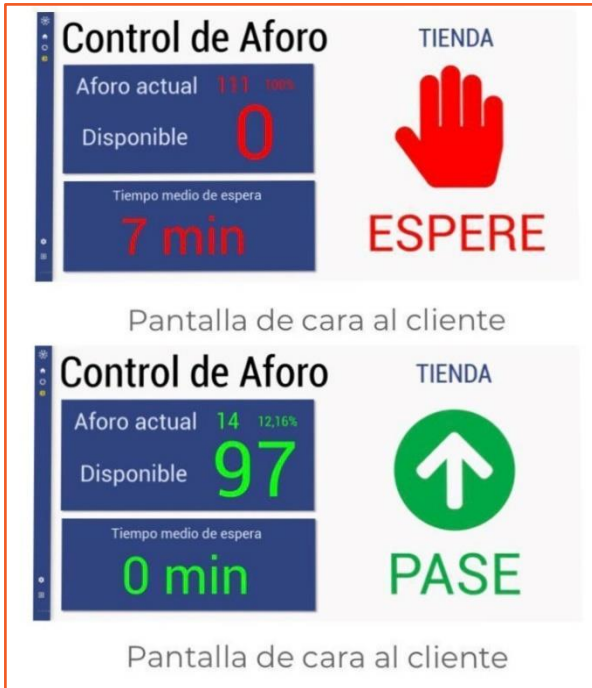 Control de Aforo
TIENDA
Aforo actual 111 100%
Disponible 0
Tiempo medio de espera
7 min
ESPERE
Pantalla de cara al cliente
Control de Aforo
TIENDA
Aforo actual 14 12,16%
Disponible 97
Tiempo medio de espera
0 min
PASE
Pantalla de cara al cliente